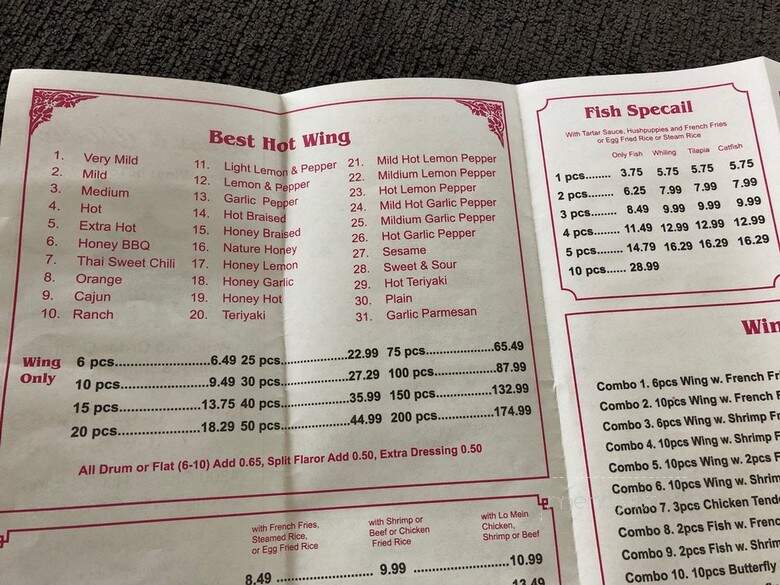 Best Hot Wing
1. Very Mild
2. Mild
3. Medium
4. Hot
5. Extra Hot
6. Honey BBQ
7. Thai Sweet Chili
8. Orange
9. Cajun
10. Ranch
11. Light Lemon & Pepper
12. Lemon & Pepper
13. Garlic Pepper
14. Hot Braised
15. Honey Braised
16. Nature Honey
17. Honey Lemon
18. Honey Garlic
19. Honey Hot
20. Teriyaki
21. Mild Hot Lemon Pepper
22. Mildium Lemon Pepper
23. Hot Lemon Pepper
24. Mild Hot Garlic Pepper
25. Mildium Garlic Pepper
26. Hot Garlic Pepper
27. Sesame
28. Sweet & Sour
29. Hot Teriyaki
30. Plain
31. Garlic Parmesan
Wing Only
6 pcs.....................6.49 25 pcs.....................22.99 75 pcs.....................65.49
10 pcs.....................9.49 30 pcs.....................27.29 100 pcs.....................87.99
15 pcs.....................13.75 40 pcs.....................35.99 150 pcs.....................132.99
20 pcs.....................18.29 50 pcs.....................44.99 200 pcs.....................174.99
All Drum or Flat (6-10) Add 0.65, Split Flaror Add 0.50, Extra Dressing 0.50
with French Fries,
Steamed Rice,
or Egg Fried Rice
with Shrimp or
Beef or Chicken
Fried Rice
with Lo Mein
Chicken,
Shrimp or Beef
8.49 ..................... 9.99 .....................10.99
12.49
Fish Specail
With Tartar Sauce, Hushpuppies and French Fries
or Egg Fried Rice or Steam Rice
Only Fish Whiling Tilapia Catfish
1 pcs........ 3.75 5.75 5.75 5.75
2 pcs........ 6.25 7.99 7.99 7.99
3 pcs........ 8.49 9.99 9.99 9.99
4 pcs........ 11.49 12.99 12.99 12.99
5 pcs........ 14.79 16.29 16.29 16.29
10 pcs...... 28.99
Win
Combo 1. 6pcs Wing w. French Fr
Combo 2. 10pcs Wing w. French F
Combo 3. 6pcs Wing w. Shrimp Fr
Combo 4. 10pcs Wing w. Shrimp F
Combo 5. 10pcs Wing w. 2pcs F
Combo 6. 10pcs Wing w. Shrim
Combo 7. 3pcs Chicken Tende
Combo 8. 2pcs Fish w. Frenc
Combo 9. 2pcs Fish w. Shrim
Combo 10. 10pcs Butterfly